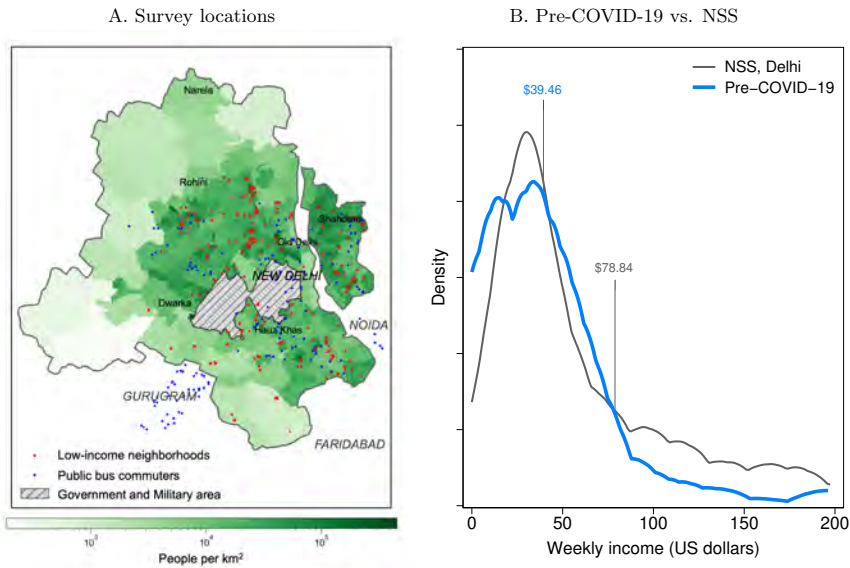 A. Survey locations
Narela
Rohini
Shahdara
Old Delhi
NEW DELHI
Dwarka
Hauz Khas
NOIDA
GURUGRAM
FARIDABAD
Low-income neighborhoods
Public bus commuters
Government and Military area
10³ 10⁴ 10⁵
People per km²
B. Pre-COVID-19 vs. NSS
NSS, Delhi
Pre−COVID−19
$39.46
$78.84
Density
0 50 100 150 200
Weekly income (US dollars)